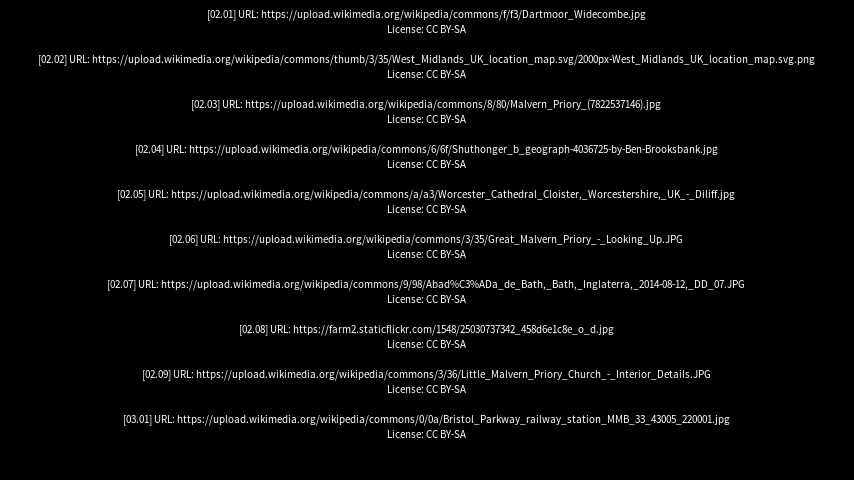 [02.01] URL: https://upload.wikimedia.org/wikipedia/commons/f/f3/Dartmoor_Widecombe.jpg
License: CC BY-SA
[02.02] URL: https://upload.wikimedia.org/wikipedia/commons/thumb/3/35/West_Midlands_UK_location_map.svg/2000px-West_Midlands_UK_location_map.svg.png
License: CC BY-SA
[02.03] URL: https://upload.wikimedia.org/wikipedia/commons/8/80/Malvern_Priory_(7822537146).jpg
License: CC BY-SA
[02.04] URL: https://upload.wikimedia.org/wikipedia/commons/6/6f/Shuthonger_b_geograph-4036725-by-Ben-Brooksbank.jpg
License: CC BY-SA
[02.05] URL: https://upload.wikimedia.org/wikipedia/commons/a/a3/Worcester_Cathedral_Cloister,_Worcestershire,_UK_-_Diliff.jpg
License: CC BY-SA
[02.06] URL: https://upload.wikimedia.org/wikipedia/commons/3/35/Great_Malvern_Priory_-_Looking_Up.JPG
License: CC BY-SA
[02.07] URL: https://upload.wikimedia.org/wikipedia/commons/9/98/Abad%C3%ADa_de_Bath,_Bath,_Inglaterra,_2014-08-12,_DD_07.JPG
License: CC BY-SA
[02.08] URL: https://farm2.staticflickr.com/1548/25030737342_458d6e1c8e_o_d.jpg
License: CC BY-SA
[02.09] URL: https://upload.wikimedia.org/wikipedia/commons/3/36/Little_Malvern_Priory_Church_-_Interior_Details.JPG
License: CC BY-SA
[03.01] URL: https://upload.wikimedia.org/wikipedia/commons/0/0a/Bristol_Parkway_railway_station_MMB_33_43005_220001.jpg
License: CC BY-SA